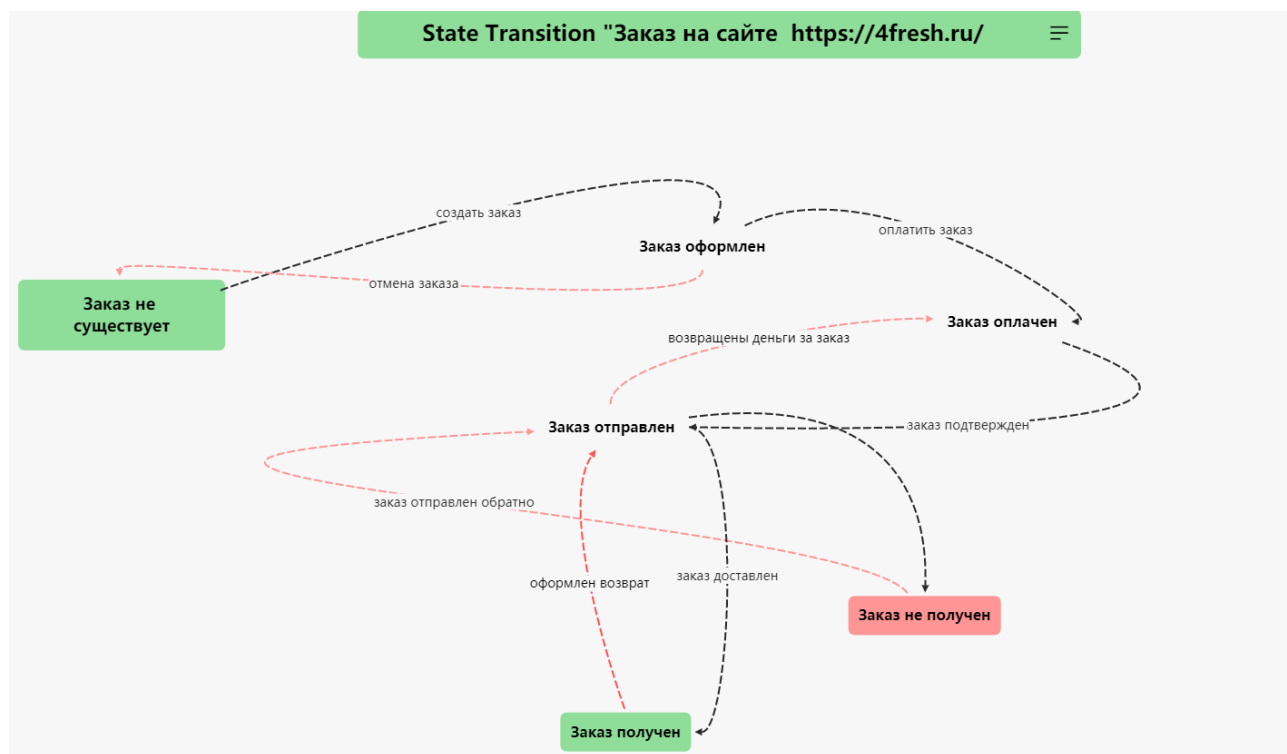 State Transition "Заказ на сайте https://4fresh.ru/
создать заказ
оплатить заказ
Заказ оформлен
отмена заказа
Заказ не
существует
Заказ оплачен
возвращены деньги за заказ
Заказ отправлен
заказ подтвержден
заказ отправлен обратно
оформлен возврат
заказ доставлен
Заказ не получен
Заказ получен